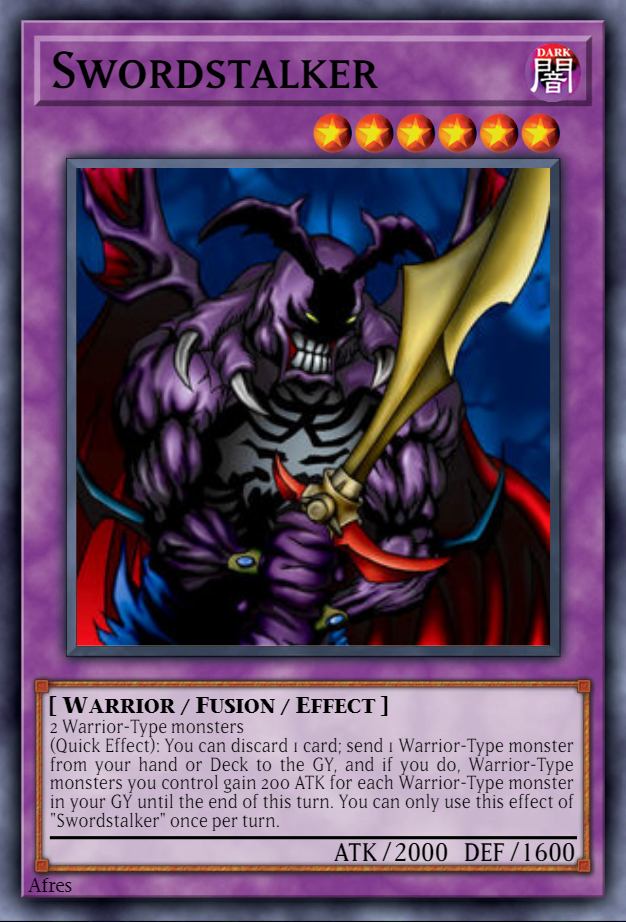 Swordstalker
DARK
闇
[ Warrior / Fusion / Effect ]
2 Warrior-Type monsters
(Quick Effect): You can discard 1 card; send 1 Warrior-Type monster
from your hand or Deck to the GY, and if you do, Warrior-Type
monsters you control gain 200 ATK for each Warrior-Type monster
in your GY until the end of this turn. You can only use this effect of
"Swordstalker" once per turn.
ATK/2000 DEF/1600
Afres